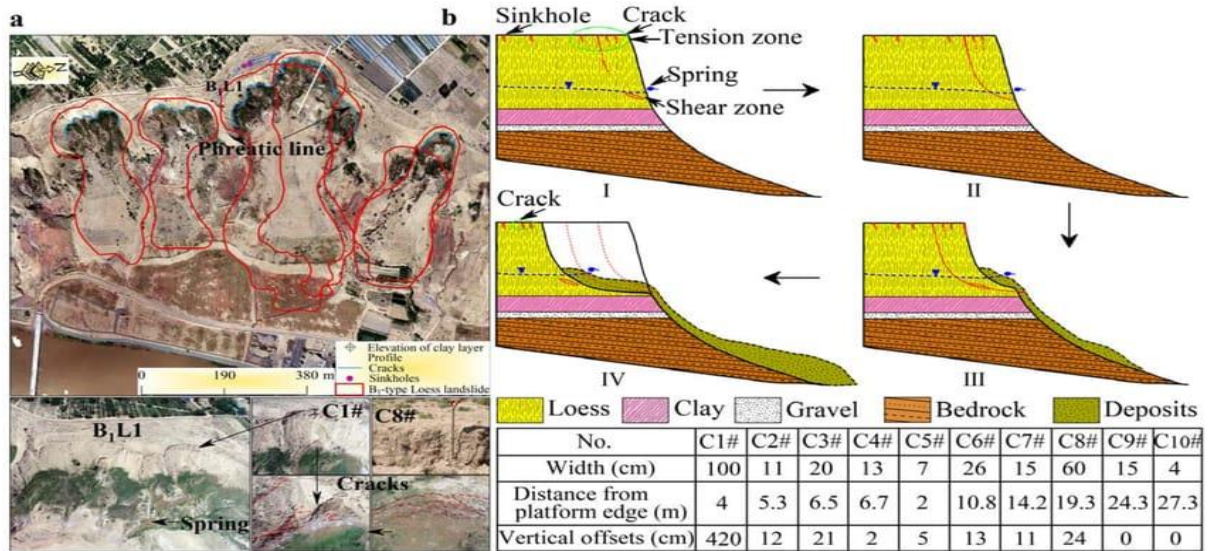 a
Z
B₁L1
Phreatic line
Elevation of clay layer
Profile
Cracks
Sinkholes
B₁-type Loess landslide
0 190 380 m
B₁L1
Spring
C1#
C8#
Cracks
b
Sinkhole Crack
Tension zone
Spring
Shear zone
I
II
Crack
IV
III
Loess Clay Gravel Bedrock Deposits
No. C1# C2# C3# C4# C5# C6# C7# C8# C9# C10#
Width (cm) 100 11 20 13 7 26 15 60 15 4
Distance from
platform edge (m) 4 5.3 6.5 6.7 2 10.8 14.2 19.3 24.3 27.3
Vertical offsets (cm) 420 12 21 2 5 13 11 24 0 0